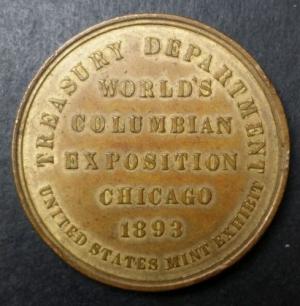 TREASURY DEPARTMENT
WORLD'S
COLUMBIAN
EXPOSITION
CHICAGO
1893
UNITED STATES MINT EXHIBIT